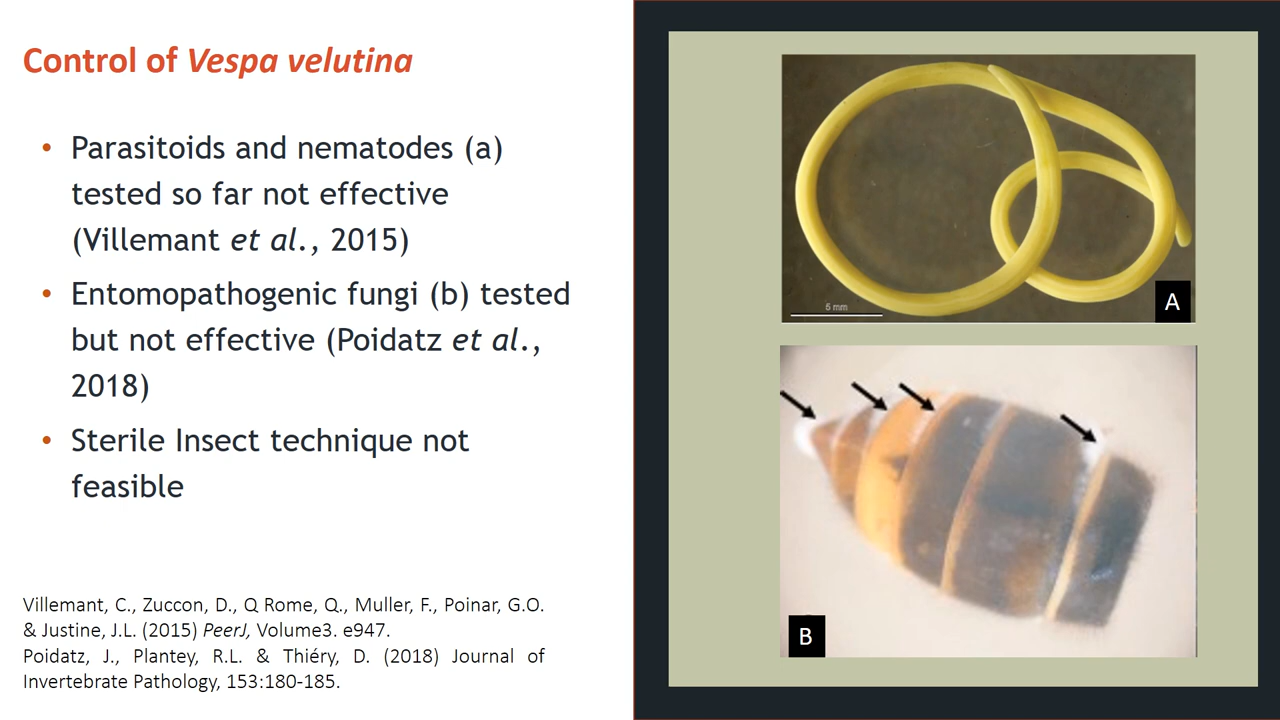 Control of Vespa velutina
• Parasitoids and nematodes (a)
tested so far not effective
(Villemant et al., 2015)
• Entomopathogenic fungi (b) tested
but not effective (Poidatz et al.,
2018)
• Sterile Insect technique not
feasible
Villemant, C., Zuccon, D., Q Rome, Q., Muller, F., Poinar, G.O.
& Justine, J.L. (2015) PeerJ, Volume3. e947.
Poidatz, J., Plantey, R.L. & Thiéry, D. (2018) Journal of
Invertebrate Pathology, 153:180-185.
5 mm
A
B